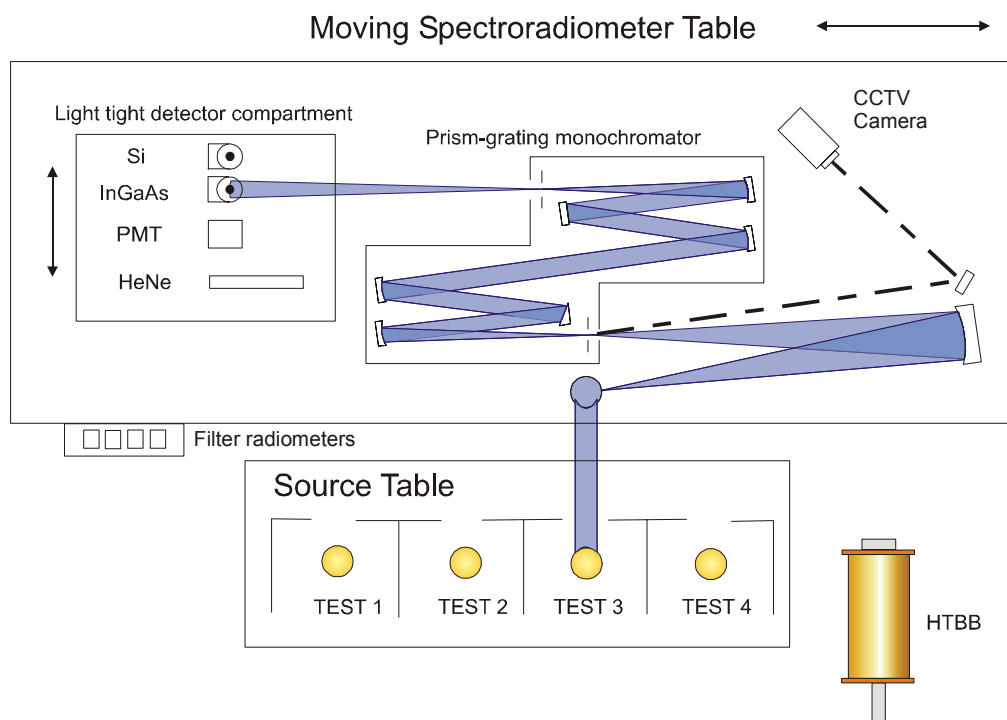 Moving Spectroradiometer Table
CCTV
Camera
Light tight detector compartment
Prism-grating monochromator
Si
InGaAs
PMT
HeNe
Filter radiometers
Source Table
TEST 1
TEST 2
TEST 3
TEST 4
HTBB